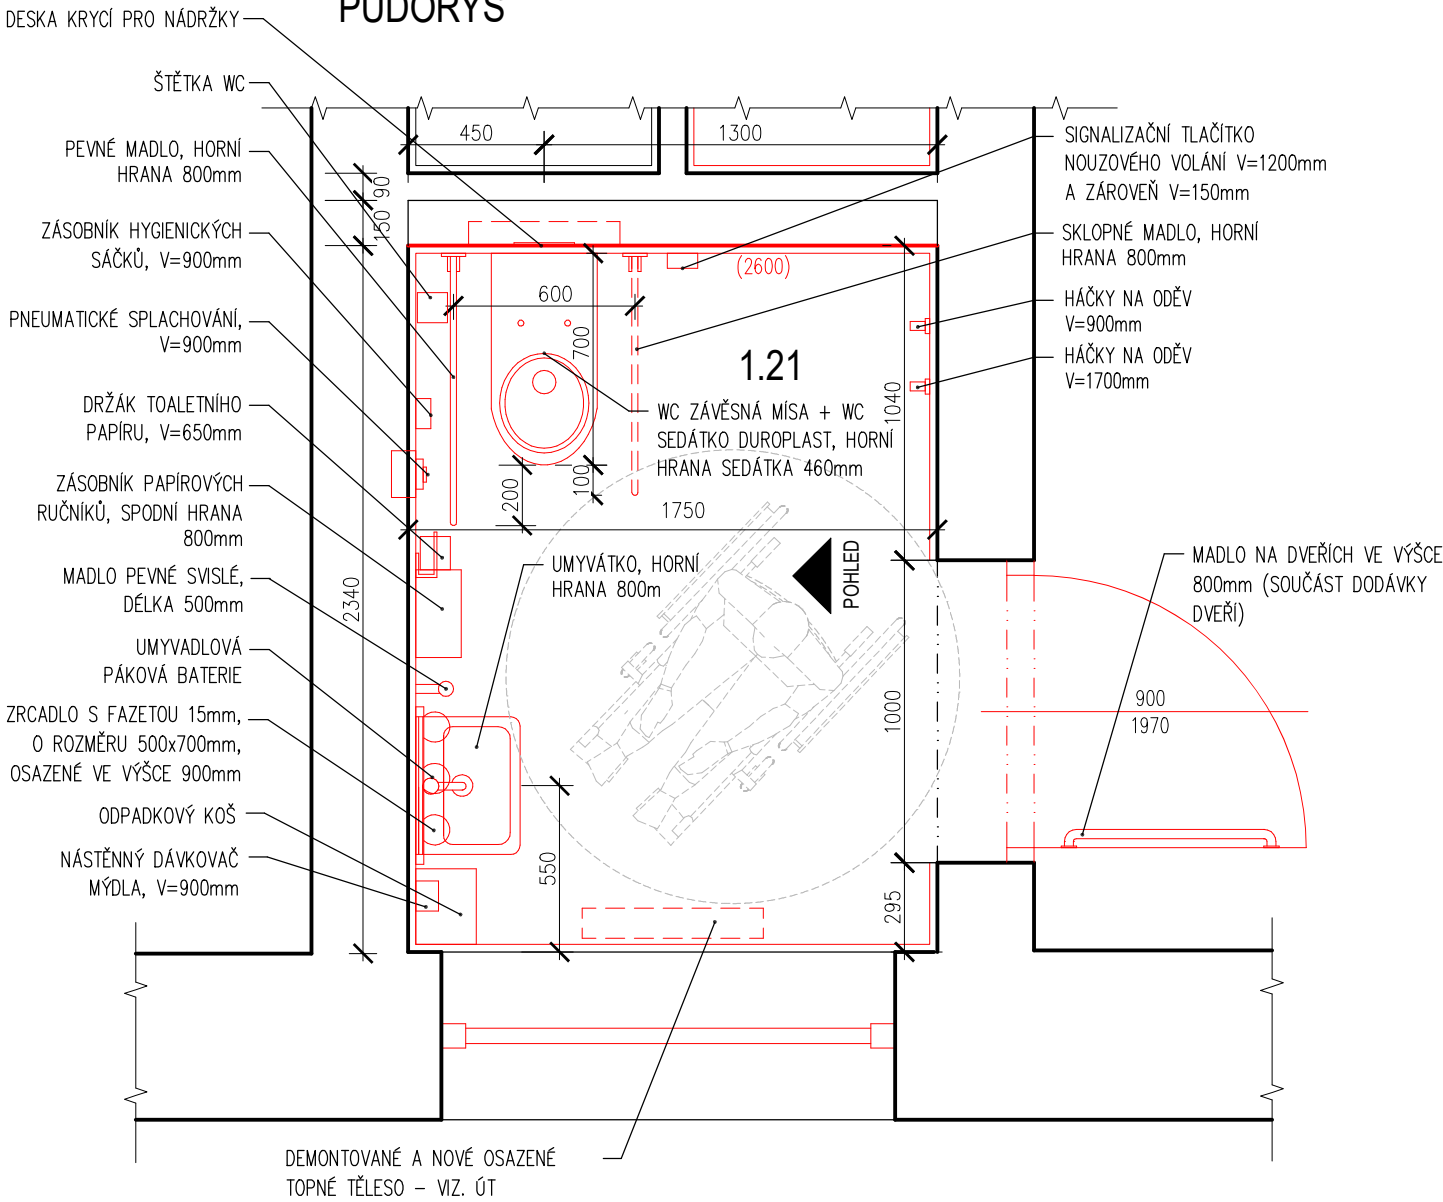 PŮDORYS
DESKA KRYCÍ PRO NÁDRŽKY
ŠTĚTKA WC
PEVNÉ MADLO, HORNÍ
HRANA 800mm
ZÁSOBNÍK HYGIENICKÝCH
SÁČKŮ, V=900mm
PNEUMATICKÉ SPLACHOVÁNÍ,
V=900mm
DRŽÁK TOALETNÍHO
PAPÍRU, V=650mm
ZÁSOBNÍK PAPÍROVÝCH
RUČNÍKŮ, SPODNÍ HRANA
800mm
MADLO PEVNÉ SVISLÉ,
DÉLKA 500mm
UMYVADLOVÁ
PÁKOVÁ BATERIE
ZRCADLO S FAZETOU 15mm,
O ROZMĚRU 500x700mm,
OSAZENÉ VE VÝŠCE 900mm
ODPADKOVÝ KOŠ
NÁSTĚNNÝ DÁVKOVAČ
MÝDLA, V=900mm
450
1300
90
150
2340
(2600)
600
700
100
200
1.21
1040
WC ZÁVĚSNÁ MÍSA + WC
SEDÁTKO DUROPLAST, HORNÍ
HRANA SEDÁTKA 460mm
1750
UMYVÁTKO, HORNÍ
HRANA 800m
POHLED
1000
550
295
SIGNALIZAČNÍ TLAČÍTKO
NOUZOVÉHO VOLÁNÍ V=1200mm
A ZÁROVEŇ V=150mm
SKLOPNÉ MADLO, HORNÍ
HRANA 800mm
HÁČKY NA ODĚV
V=900mm
HÁČKY NA ODĚV
V=1700mm
MADLO NA DVEŘÍCH VE VÝŠCE
800mm (SOUČÁST DODÁVKY
DVEŘÍ)
900
1970
DEMONTOVANÉ A NOVÉ OSAZENÉ
TOPNÉ TĚLESO – VIZ. ÚT